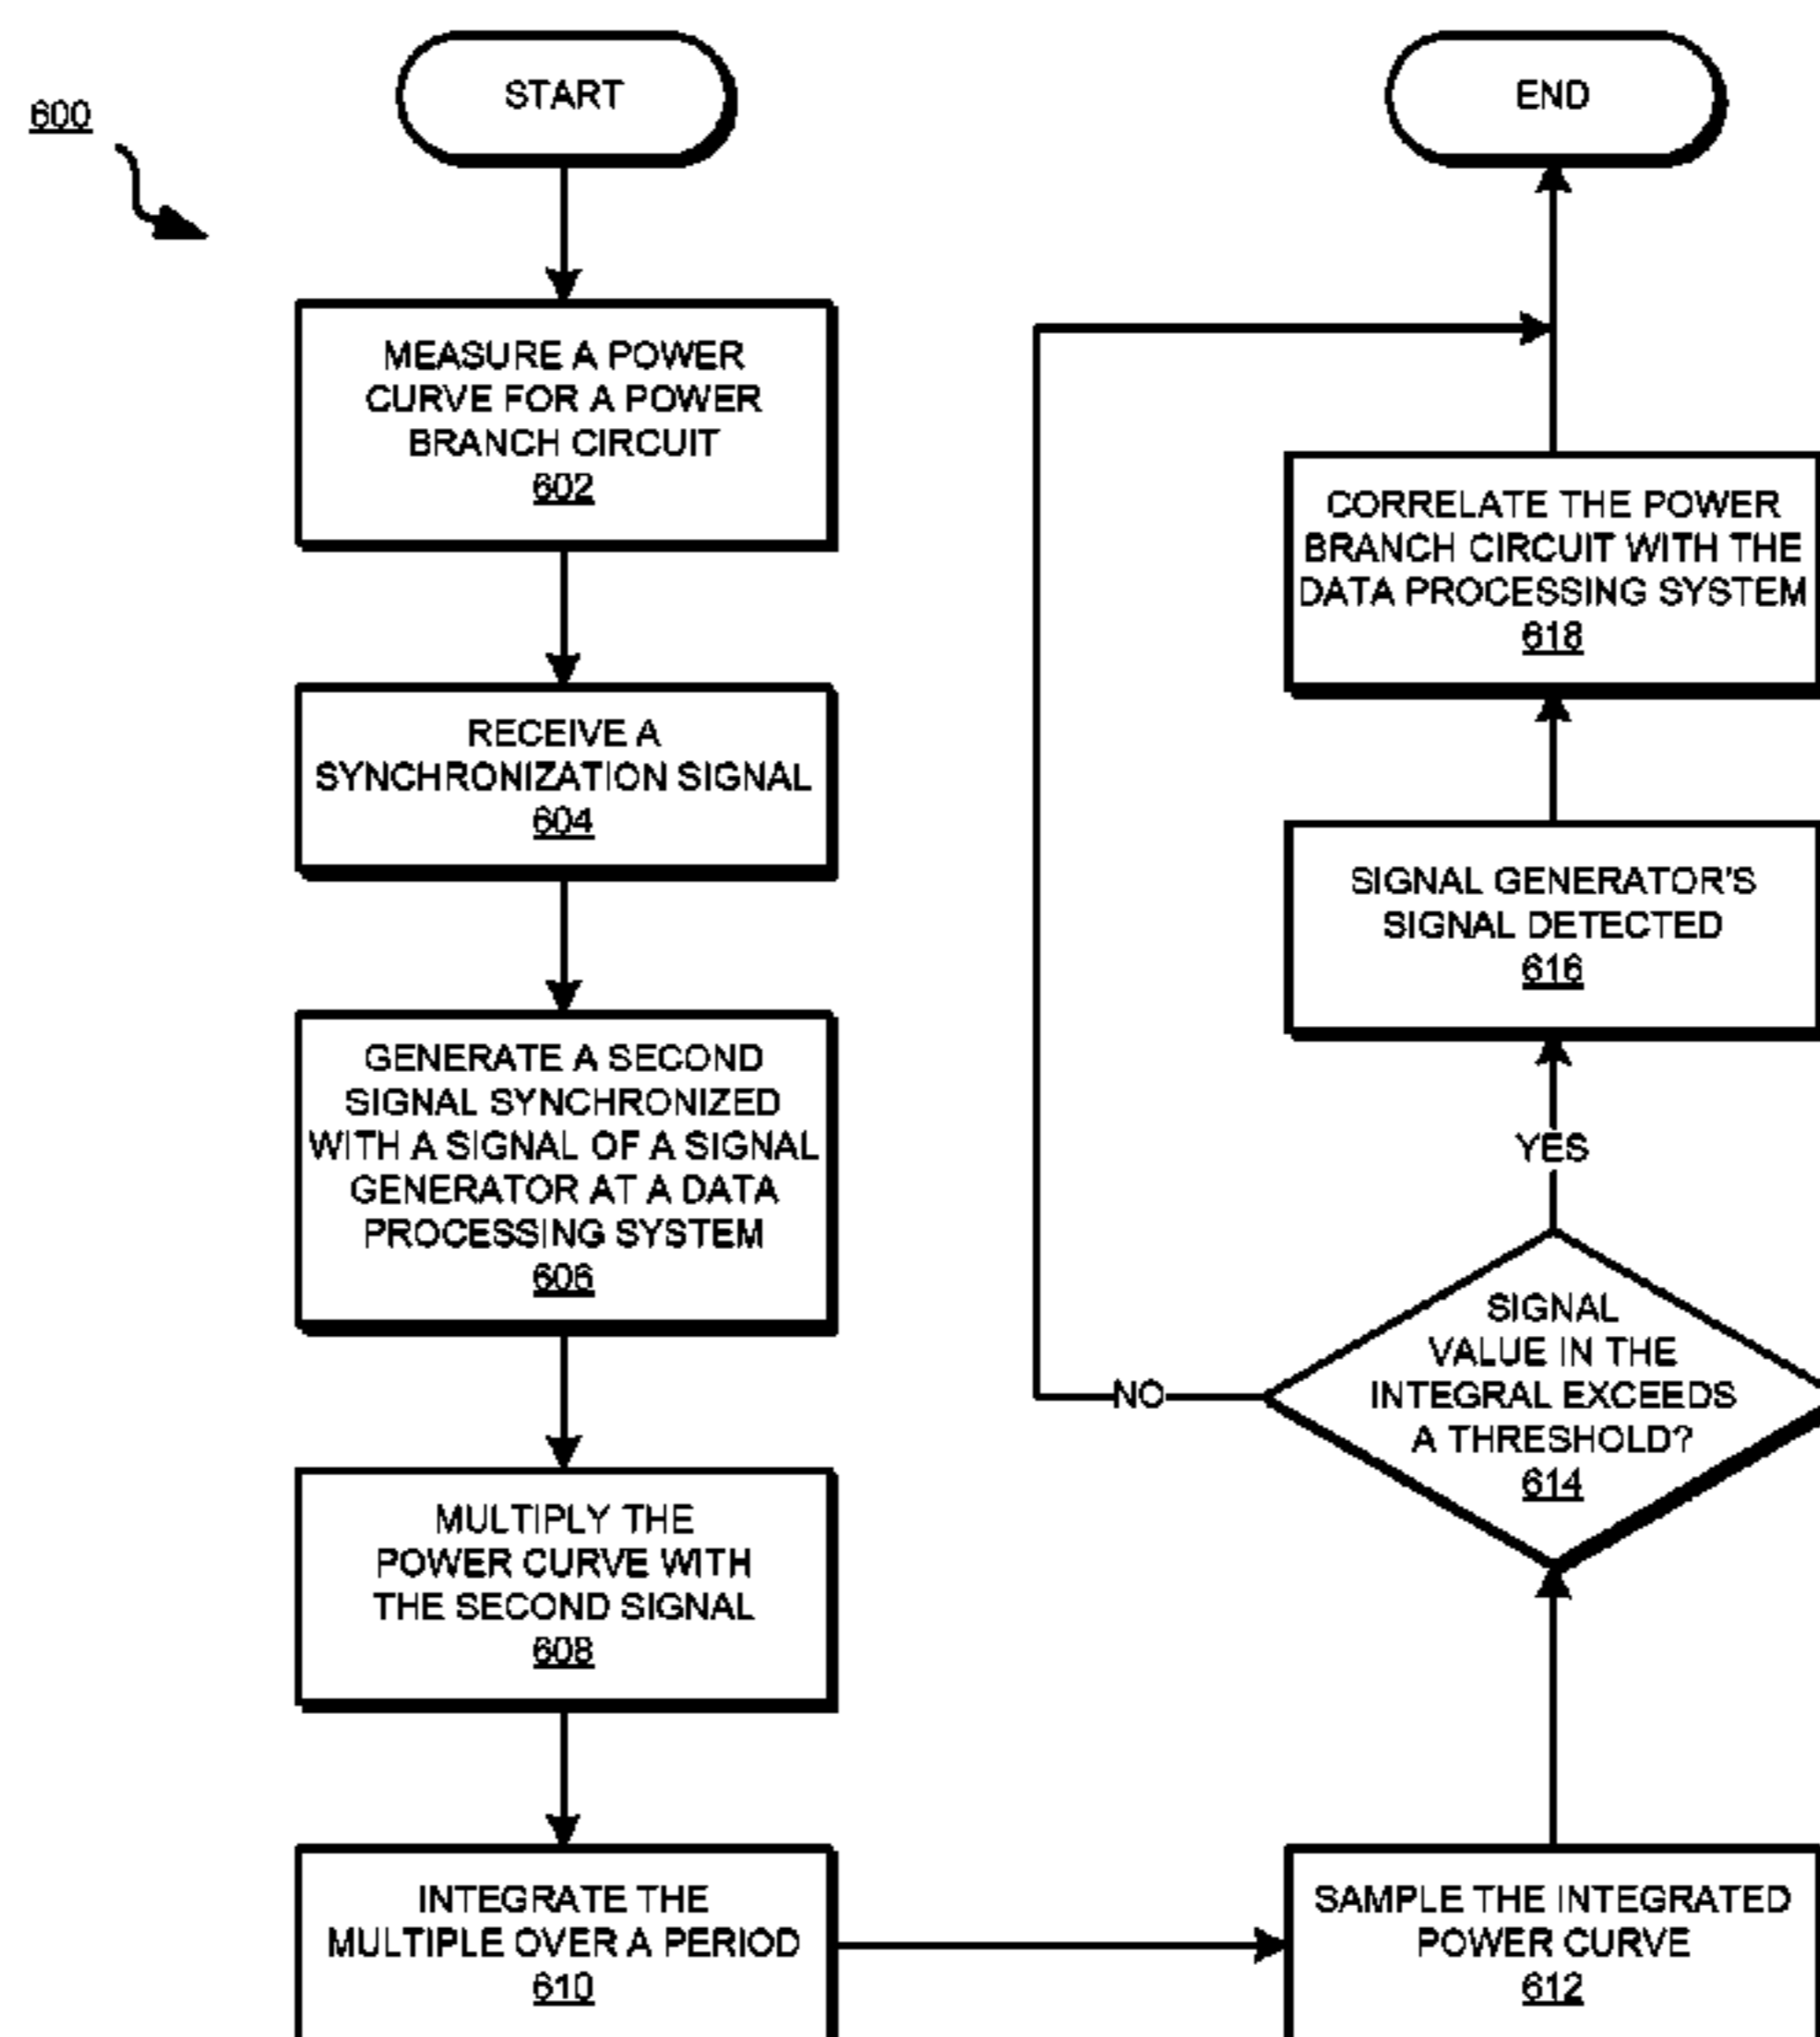 600
START
MEASURE A POWER
CURVE FOR A POWER
BRANCH CIRCUIT
602
RECEIVE A
SYNCHRONIZATION SIGNAL
604
GENERATE A SECOND
SIGNAL SYNCHRONIZED
WITH A SIGNAL OF A SIGNAL
GENERATOR AT A DATA
PROCESSING SYSTEM
606
MULTIPLY THE
POWER CURVE WITH
THE SECOND SIGNAL
608
INTEGRATE THE
MULTIPLE OVER A PERIOD
610
SAMPLE THE INTEGRATED
POWER CURVE
612
SIGNAL
VALUE IN THE
INTEGRAL EXCEEDS
A THRESHOLD?
614
NO
YES
SIGNAL GENERATOR'S
SIGNAL DETECTED
616
CORRELATE THE POWER
BRANCH CIRCUIT WITH THE
DATA PROCESSING SYSTEM
618
END